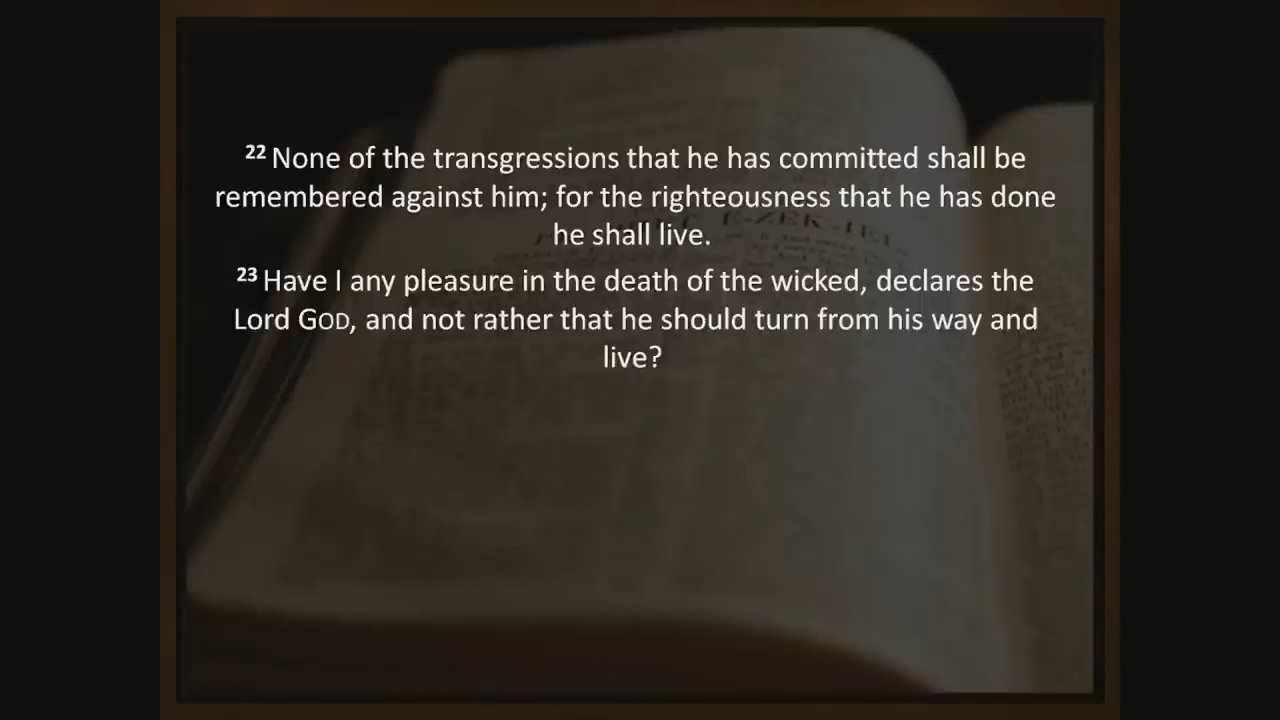 22 None of the transgressions that he has committed shall be
remembered against him; for the righteousness that he has done
he shall live.
23 Have I any pleasure in the death of the wicked, declares the
Lord GOD, and not rather that he should turn from his way and
live?
E-ZEK-IEL